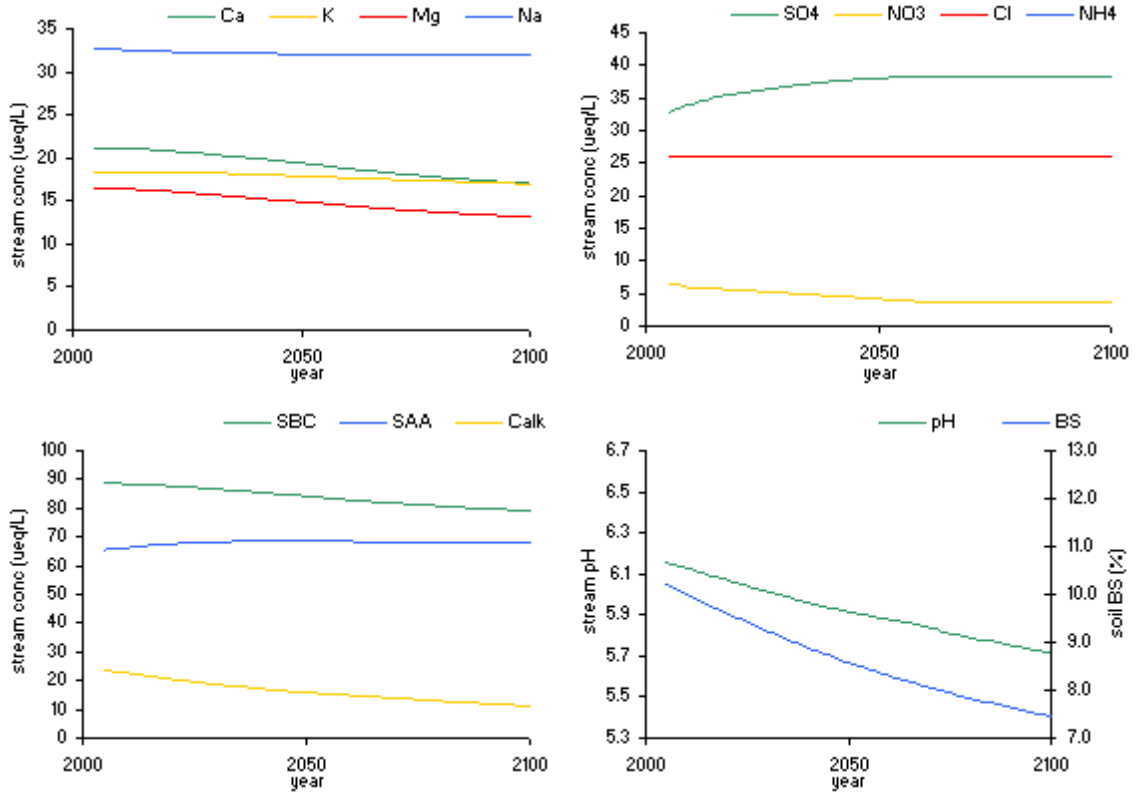 Ca K Mg Na
35
30
25
20
15
10
5
0
stream conc (ueq/L)
2000 2050 2100
year
SO4 NO3 Cl NH4
45
40
35
30
25
20
15
10
5
0
stream conc (ueq/L)
2000 2050 2100
year
SBC SAA Calk
100
90
80
70
60
50
40
30
20
10
0
stream conc (ueq/L)
2000 2050 2100
year
pH BS
6.7
6.5
6.3
6.1
5.9
5.7
5.5
5.3
stream pH
13.0
12.0
11.0
10.0
9.0
8.0
7.0
soil BS (%)
2000 2050 2100
year